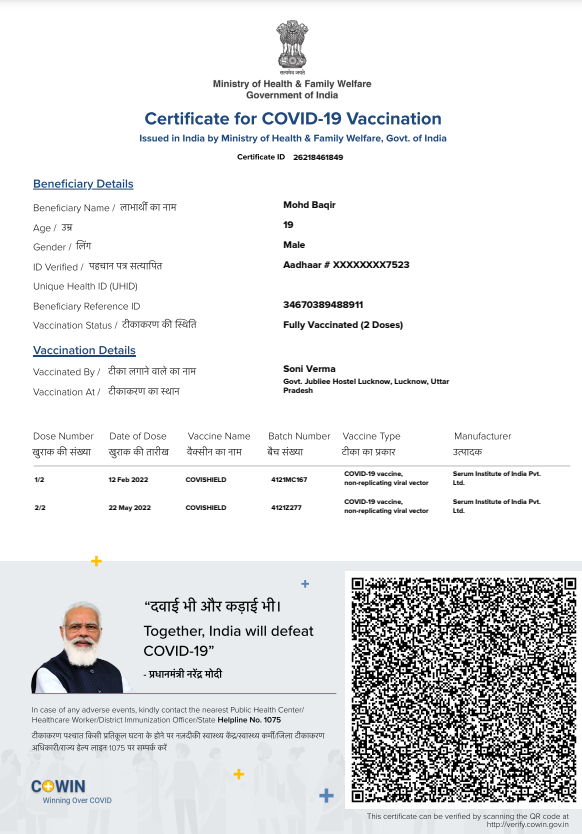 सत्यमेव जयते
Ministry of Health & Family Welfare
Government of India
Certificate for COVID-19 Vaccination
Issued in India by Ministry of Health & Family Welfare, Govt. of India
Certificate ID 26218461849
Beneficiary Details
Beneficiary Name / लाभार्थी का नाम Mohd Baqir
Age / उम्र 19
Gender / लिंग Male
ID Verified / पहचान पत्र सत्यापित Aadhaar # XXXXXXXX7523
Unique Health ID (UHID)
Beneficiary Reference ID 34670389488911
Vaccination Status / टीकाकरण की स्थिति Fully Vaccinated (2 Doses)
Vaccination Details
Vaccinated By / टीका लगाने वाले का नाम Soni Verma
Vaccination At / टीकाकरण का स्थान Govt. Jubliee Hostel Lucknow, Lucknow, Uttar
Pradesh
Dose Number Date of Dose Vaccine Name Batch Number Vaccine Type Manufacturer
खुराक की संख्या खुराक की तारीख वैक्सीन का नाम बैच संख्या टीका का प्रकार उत्पादक
1/2 12 Feb 2022 COVISHIELD 4121MC167 COVID-19 vaccine, Serum Institute of India Pvt.
non-replicating viral vector Ltd.
2/2 22 May 2022 COVISHIELD 4121Z277 COVID-19 vaccine, Serum Institute of India Pvt.
non-replicating viral vector Ltd.
“दवाई भी और कड़ाई भी।
Together, India will defeat
COVID-19”
- प्रधानमंत्री नरेंद्र मोदी
In case of any adverse events, kindly contact the nearest Public Health Center/
Healthcare Worker/District Immunization Officer/State Helpline No. 1075
टीकाकरण पश्चात किसी प्रतिकूल घटना के होने पर नज़दीकी स्वास्थ्य केंद्र/स्वास्थ्य कर्मी/जिला टीकाकरण
अधिकारी/राज्य हेल्प लाइन 1075 पर सम्पर्क करें
COWIN
Winning Over COVID
This certificate can be verified by scanning the QR code at
http://verify.cowin.gov.in